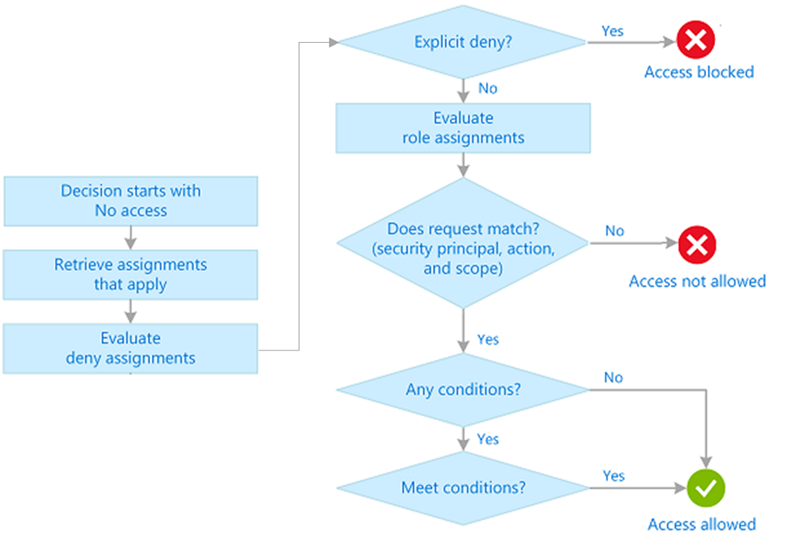 Decision starts with
No access
Retrieve assignments
that apply
Evaluate
deny assignments
Explicit deny?
Yes
Access blocked
No
Evaluate
role assignments
Does request match?
(security principal, action,
and scope)
No
Access not allowed
Yes
Any conditions?
No
Yes
Meet conditions?
Yes
Access allowed